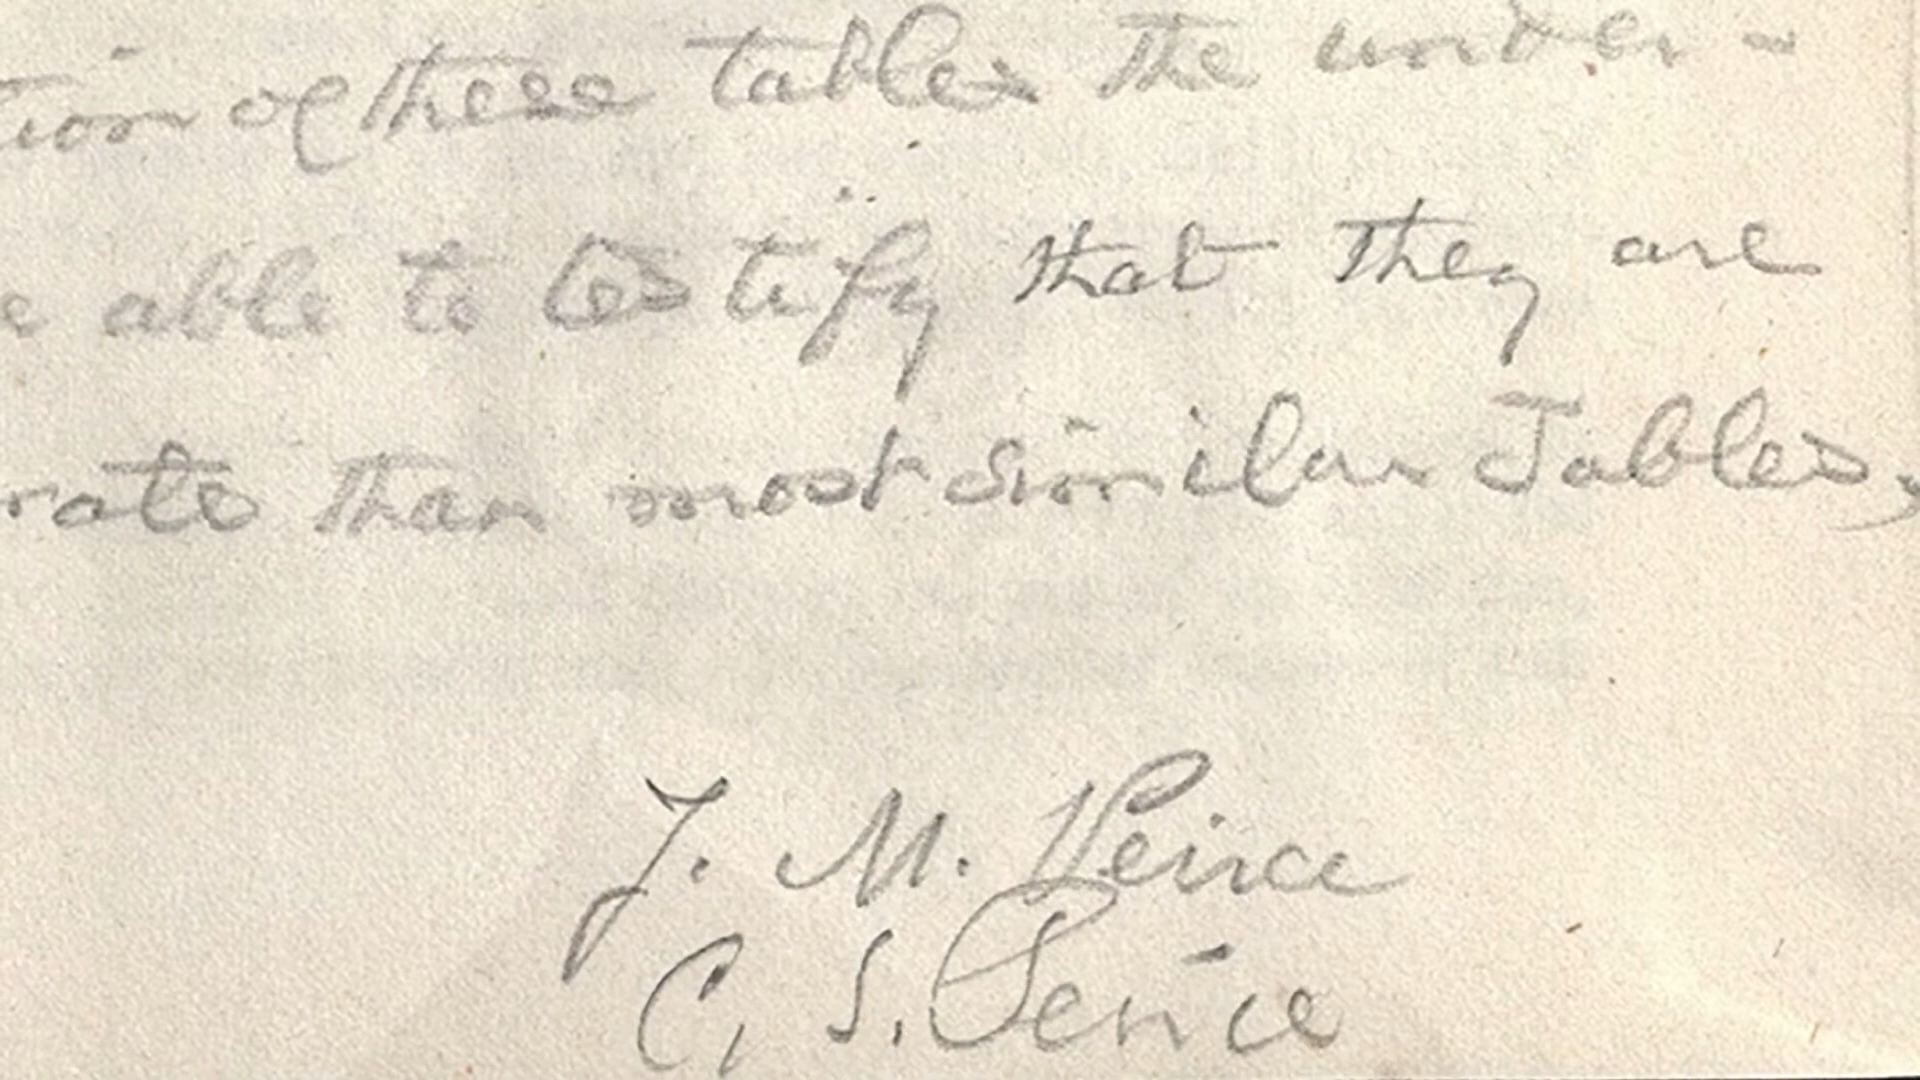 tion of these tables the under-
e able to testify that they are
rate than most similar Tables,
J. M. Peirce
C. S. Peirce